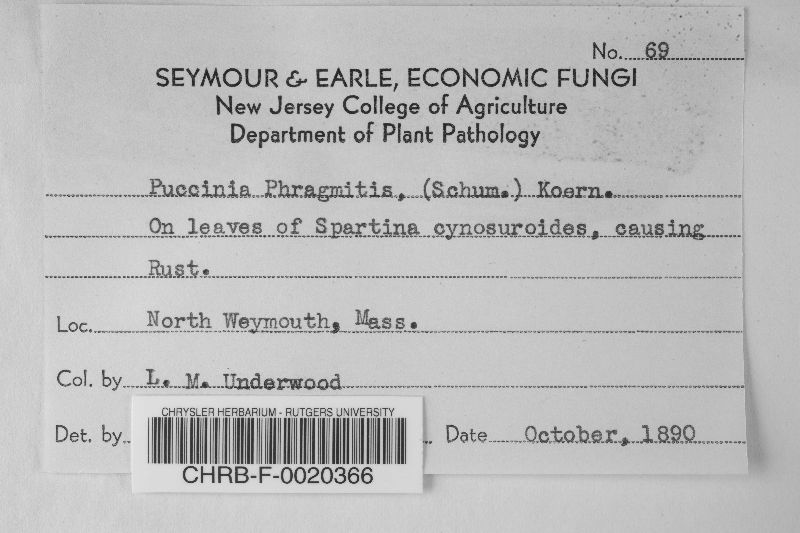 No. 69
SEYMOUR & EARLE, ECONOMIC FUNGI
New Jersey College of Agriculture
Department of Plant Pathology
Puccinia Phragmitis, (Schum.) Koern.
On leaves of Spartina cynosuroides, causing
Rust.
Loc. North Weymouth, Mass.
Col. by L. M. Underwood
Det. by Date October, 1890
CHRYSLER HERBARIUM - RUTGERS UNIVERSITY
CHRB-F-0020366